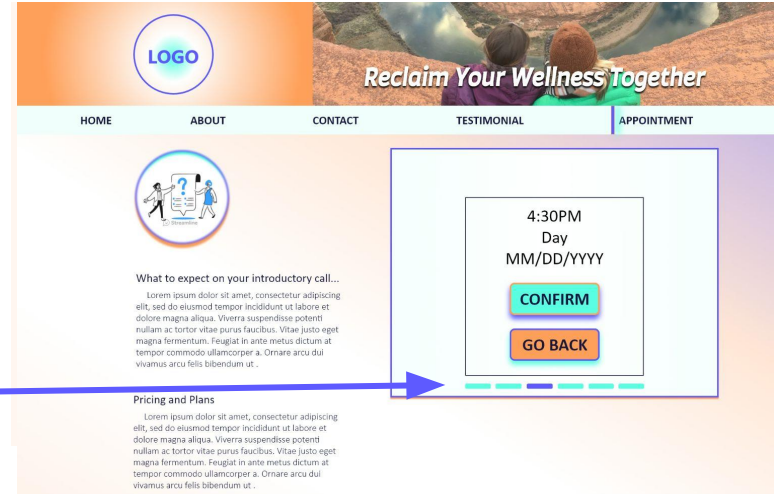 LOGO
Reclaim Your Wellness Together
HOME
ABOUT
CONTACT
TESTIMONIAL
APPOINTMENT
?
Streamline
What to expect on your introductory call...
Lorem ipsum dolor sit amet, consectetur adipiscing
elit, sed do eiusmod tempor incididunt ut labore et
dolore magna aliqua. Viverra suspendisse potenti
nullam ac tortor vitae purus faucibus. Vitae justo eget
magna fermentum. Feugiat in ante metus dictum at
tempor commodo ullamcorper a. Ornare arcu dui
vivamus arcu felis bibendum ut .
Pricing and Plans
Lorem ipsum dolor sit amet, consectetur adipiscing
elit, sed do eiusmod tempor incididunt ut labore et
dolore magna aliqua. Viverra suspendisse potenti
nullam ac tortor vitae purus faucibus. Vitae justo eget
magna fermentum. Feugiat in ante metus dictum at
tempor commodo ullamcorper a. Ornare arcu dui
vivamus arcu felis bibendum ut .
4:30PM
Day
MM/DD/YYYY
CONFIRM
GO BACK